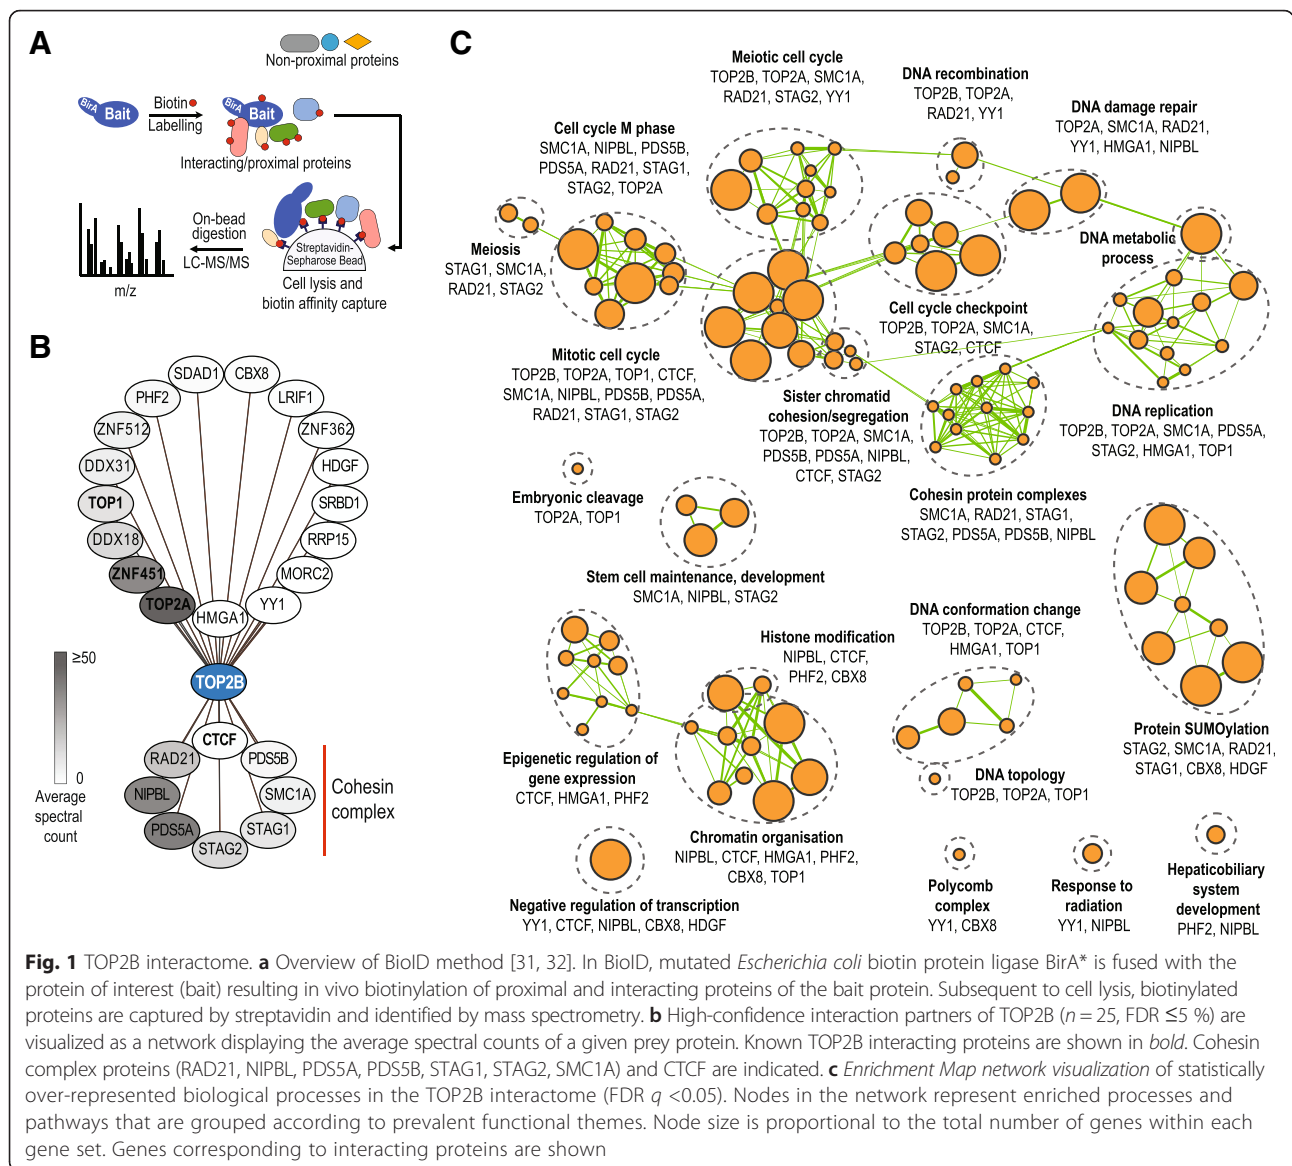 A
Non-proximal proteins
BirA
Bait
Biotin
Labelling
BirA
Bait
Interacting/proximal proteins
On-bead
digestion
LC-MS/MS
Streptavidin-
Sepharose Bead
Cell lysis and
biotin affinity capture
m/z
B
SDAD1
CBX8
PHF2
LRIF1
ZNF512
ZNF362
DDX31
HDGF
TOP1
SRBD1
DDX18
RRP15
ZNF451
MORC2
TOP2A
HMGA1
YY1
TOP2B
CTCF
RAD21
PDS5B
NIPBL
SMC1A
PDS5A
STAG1
STAG2
≥50
0
Average
spectral
count
Cohesin
complex
C
Meiotic cell cycle
TOP2B, TOP2A, SMC1A,
RAD21, STAG2, YY1
DNA recombination
TOP2B, TOP2A,
RAD21, YY1
DNA damage repair
TOP2A, SMC1A, RAD21,
YY1, HMGA1, NIPBL
Cell cycle M phase
SMC1A, NIPBL, PDS5B,
PDS5A, RAD21, STAG1,
STAG2, TOP2A
Meiosis
STAG1, SMC1A,
RAD21, STAG2
DNA metabolic
process
Cell cycle checkpoint
TOP2B, TOP2A, SMC1A,
STAG2, CTCF
Mitotic cell cycle
TOP2B, TOP2A, TOP1, CTCF,
SMC1A, NIPBL, PDS5B, PDS5A,
RAD21, STAG1, STAG2
Sister chromatid
cohesion/segregation
TOP2B, TOP2A, SMC1A,
PDS5B, PDS5A, NIPBL,
CTCF, STAG2
DNA replication
TOP2B, TOP2A, SMC1A, PDS5A,
STAG2, HMGA1, TOP1
Embryonic cleavage
TOP2A, TOP1
Cohesin protein complexes
SMC1A, RAD21, STAG1,
STAG2, PDS5A, PDS5B, NIPBL
Stem cell maintenance, development
SMC1A, NIPBL, STAG2
DNA conformation change
TOP2B, TOP2A, CTCF,
HMGA1, TOP1
Histone modification
NIPBL, CTCF,
PHF2, CBX8
Protein SUMOylation
STAG2, SMC1A, RAD21,
STAG1, CBX8, HDGF
Epigenetic regulation of
gene expression
CTCF, HMGA1, PHF2
DNA topology
TOP2B, TOP2A, TOP1
Chromatin organisation
NIPBL, CTCF, HMGA1, PHF2,
CBX8, TOP1
Negative regulation of transcription
YY1, CTCF, NIPBL, CBX8, HDGF
Polycomb
complex
YY1, CBX8
Response to
radiation
YY1, NIPBL
Hepaticobiliary
system
development
PHF2, NIPBL
Fig. 1 TOP2B interactome. a Overview of BioID method [31, 32]. In BioID, mutated Escherichia coli biotin protein ligase BirA* is fused with the
protein of interest (bait) resulting in vivo biotinylation of proximal and interacting proteins of the bait protein. Subsequent to cell lysis, biotinylated
proteins are captured by streptavidin and identified by mass spectrometry. b High-confidence interaction partners of TOP2B (n = 25, FDR ≤5 %) are
visualized as a network displaying the average spectral counts of a given prey protein. Known TOP2B interacting proteins are shown in bold. Cohesin
complex proteins (RAD21, NIPBL, PDS5A, PDS5B, STAG1, STAG2, SMC1A) and CTCF are indicated. c Enrichment Map network visualization of statistically
over-represented biological processes in the TOP2B interactome (FDR q <0.05). Nodes in the network represent enriched processes and
pathways that are grouped according to prevalent functional themes. Node size is proportional to the total number of genes within each
gene set. Genes corresponding to interacting proteins are shown